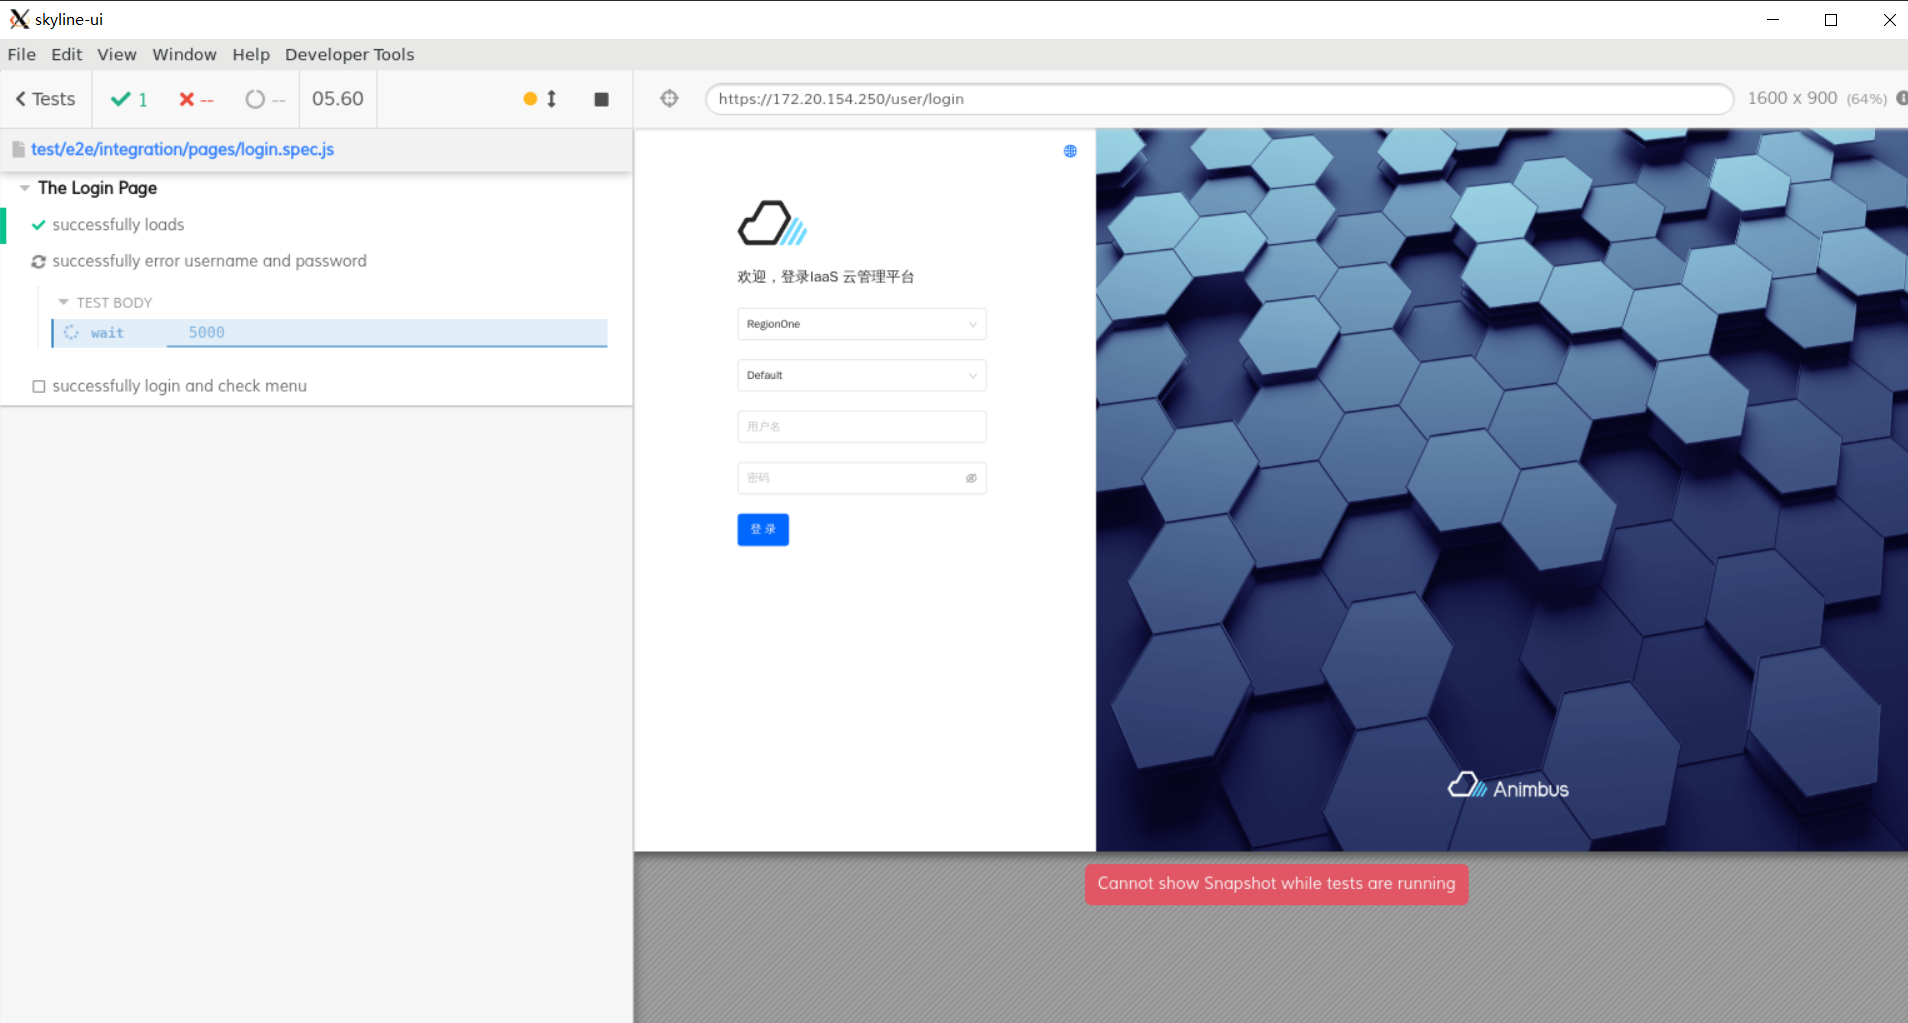 skyline-ui
File Edit View Window Help Developer Tools
Tests 1 -- -- 05.60
https://172.20.154.250/user/login
1600 x 900 (64%)
test/e2e/integration/pages/login.spec.js
The Login Page
successfully loads
successfully error username and password
TEST BODY
wait 5000
successfully login and check menu
欢迎，登录IaaS 云管理平台
RegionOne
Default
用户名
密码
登 录
Animbus
Cannot show Snapshot while tests are running